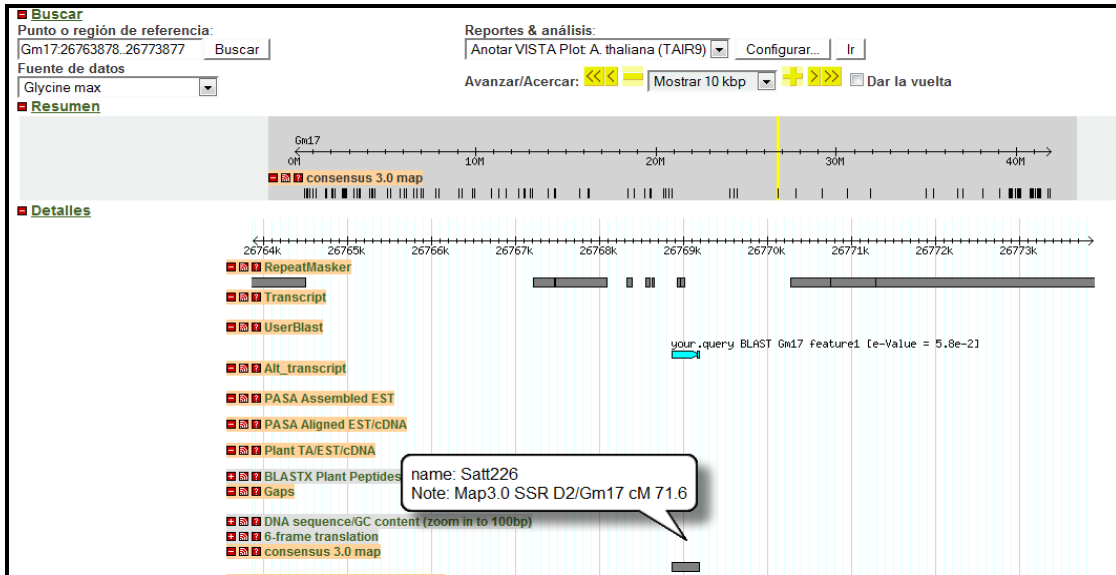 Buscar
Punto o región de referencia: Reportes & análisis:
Gm17:26763878..26773877 Buscar Anotar VISTA Plot: A. thaliana (TAIR9) Configurar... Ir
Fuente de datos
Glycine max Avanzar/Acercar: << < Mostrar 10 kbp > >> Dar la vuelta
Resumen
Gm17
0M 10M 20M 30M 40M
consensus 3.0 map
Detalles
26764k 26765k 26766k 26767k 26768k 26769k 26770k 26771k 26772k 26773k
RepeatMasker
Transcript
UserBlast
your.query BLAST Gm17 feature1 [e-Value = 5.8e-2]
Alt_transcript
PASA Assembled EST
PASA Aligned EST/cDNA
Plant TA/EST/cDNA
BLASTX Plant Peptides
name: Satt226
Note: Map3.0 SSR D2/Gm17 cM 71.6
Gaps
DNA sequence/GC content (zoom in to 100bp)
6-frame translation
consensus 3.0 map